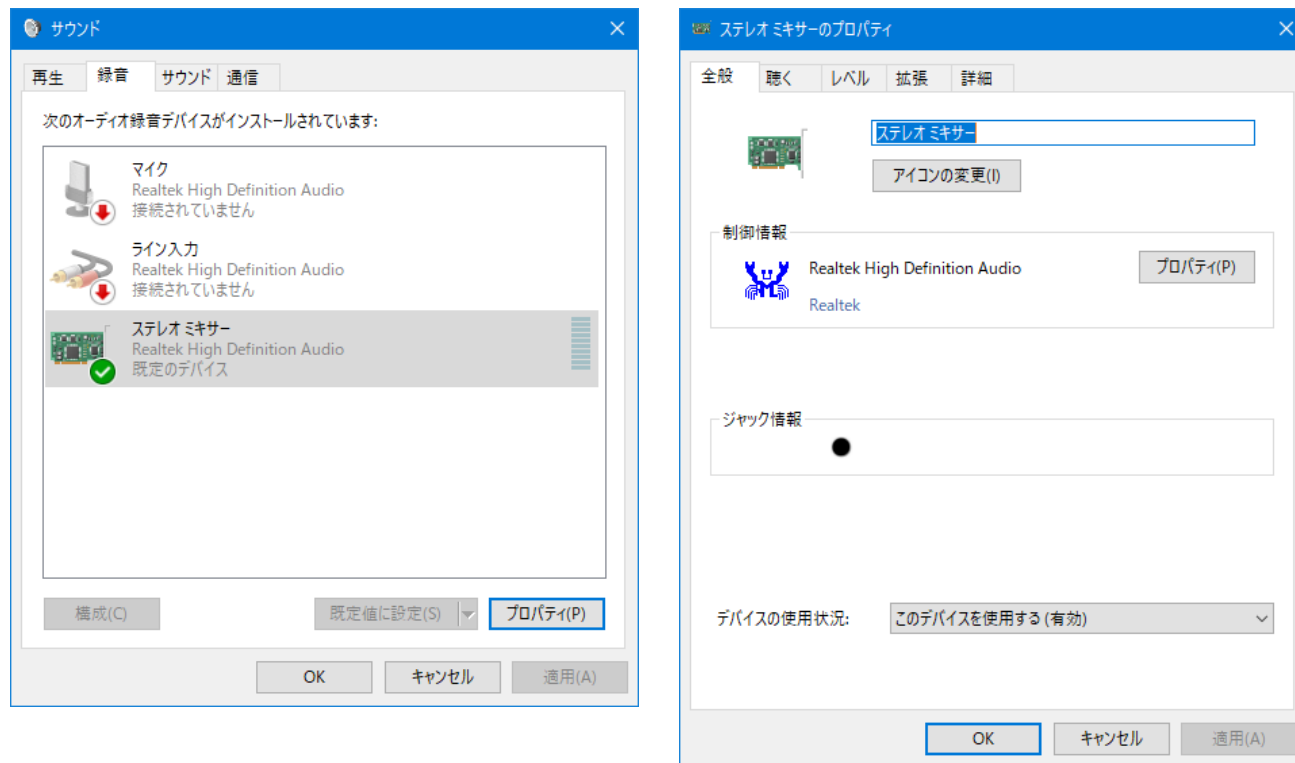 サウンド
再生 録音 サウンド 通信
次のオーディオ録音デバイスがインストールされています:
マイク
Realtek High Definition Audio
接続されていません
ライン入力
Realtek High Definition Audio
接続されていません
ステレオ ミキサー
Realtek High Definition Audio
既定のデバイス
構成(C) 既定値に設定(S) プロパティ(P)
OK キャンセル 適用(A)
ステレオ ミキサーのプロパティ
全般 聴く レベル 拡張 詳細
ステレオ ミキサー
アイコンの変更(I)
制御情報
Realtek High Definition Audio プロパティ(P)
Realtek
ジャック情報
デバイスの使用状況: このデバイスを使用する (有効)
OK キャンセル 適用(A)